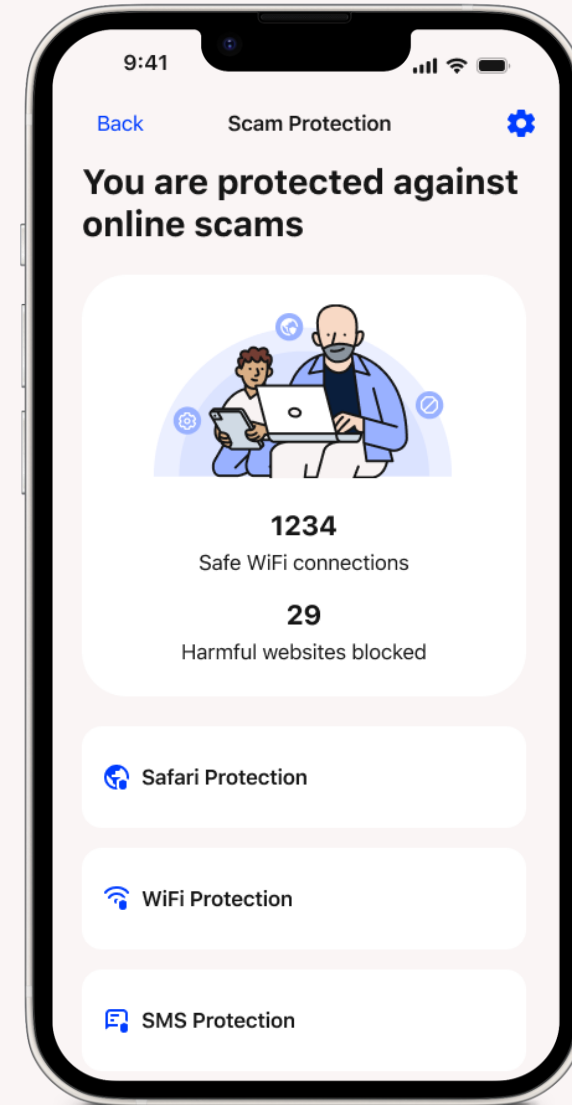 9:41
Back
Scam Protection
You are protected against
online scams
1234
Safe WiFi connections
29
Harmful websites blocked
Safari Protection
WiFi Protection
SMS Protection